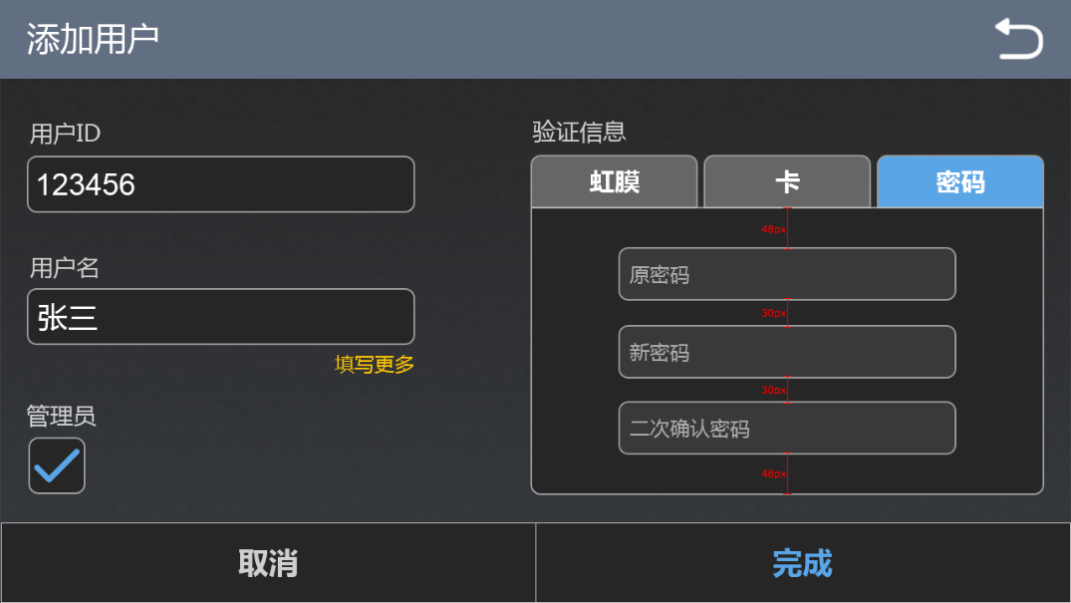 添加用户
用户ID
123456
用户名
张三
填写更多
管理员
验证信息
虹膜
卡
密码
48px
原密码
30px
新密码
30px
二次确认密码
48px
取消
完成